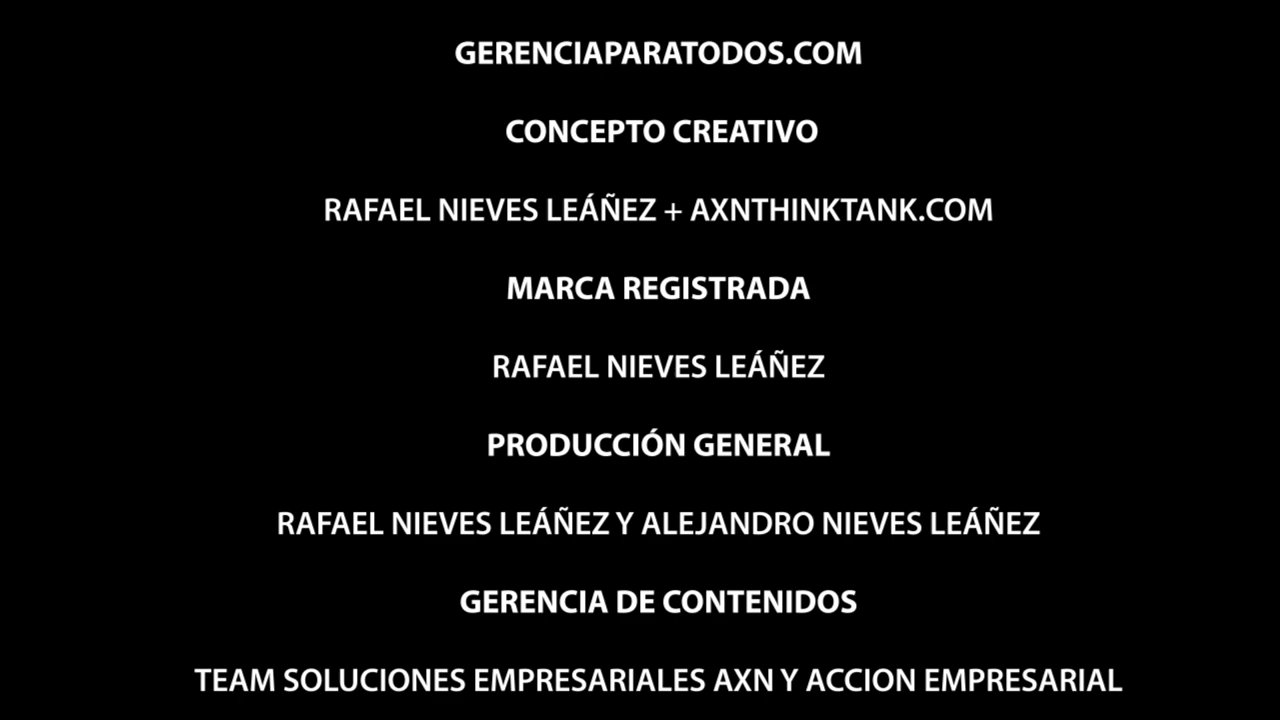 GERENCIAPARATODOS.COM
CONCEPTO CREATIVO
RAFAEL NIEVES LEÁÑEZ + AXNTHINKTANK.COM
MARCA REGISTRADA
RAFAEL NIEVES LEÁÑEZ
PRODUCCIÓN GENERAL
RAFAEL NIEVES LEÁÑEZ Y ALEJANDRO NIEVES LEÁÑEZ
GERENCIA DE CONTENIDOS
TEAM SOLUCIONES EMPRESARIALES AXN Y ACCION EMPRESARIAL